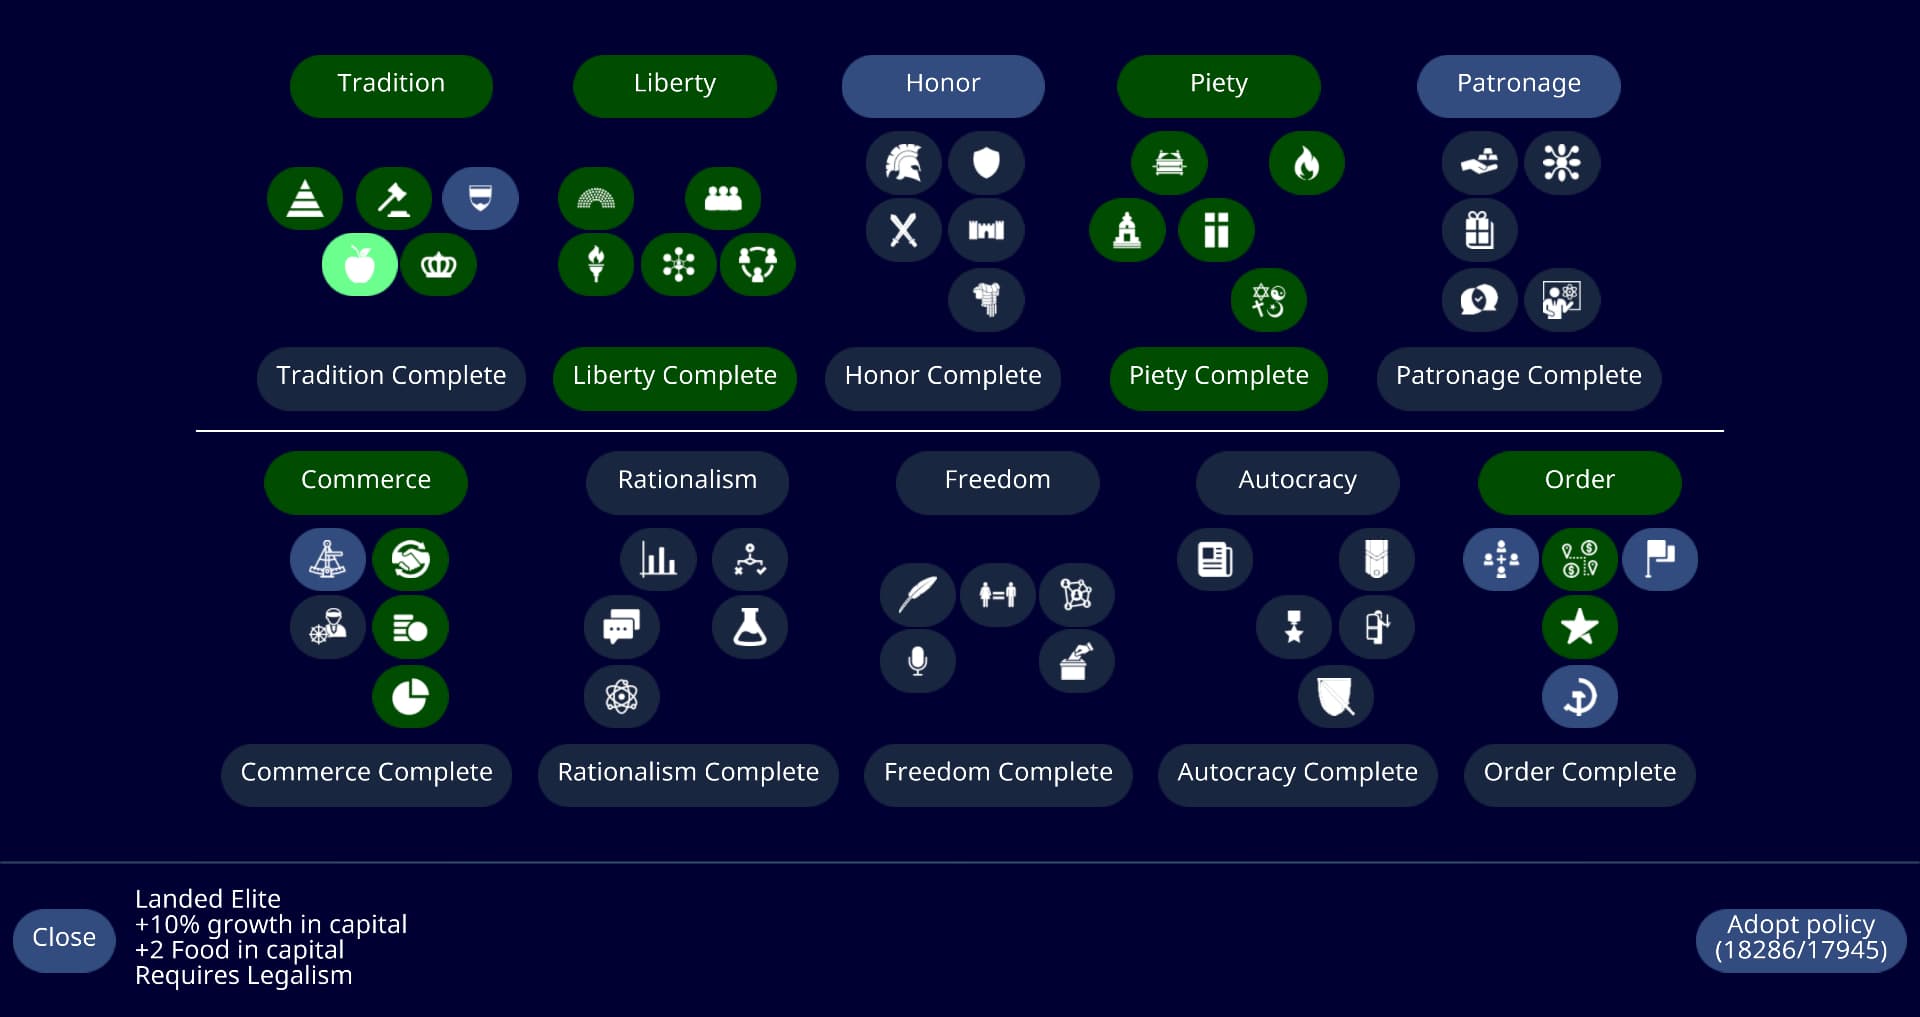 Tradition
Liberty
Honor
Piety
Patronage
Tradition Complete
Liberty Complete
Honor Complete
Piety Complete
Patronage Complete
Commerce
Rationalism
Freedom
Autocracy
Order
Commerce Complete
Rationalism Complete
Freedom Complete
Autocracy Complete
Order Complete
Close
Landed Elite
+10% growth in capital
+2 Food in capital
Requires Legalism
Adopt policy
(18286/17945)